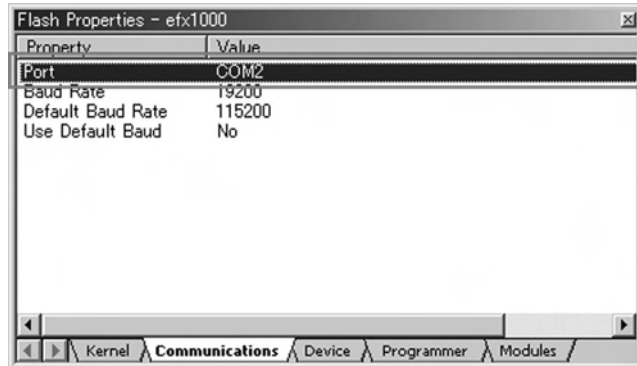 Flash Properties - efx1000
Property Value
Port COM2
Baud Rate 19200
Default Baud Rate 115200
Use Default Baud No
Kernel Communications Device Programmer Modules